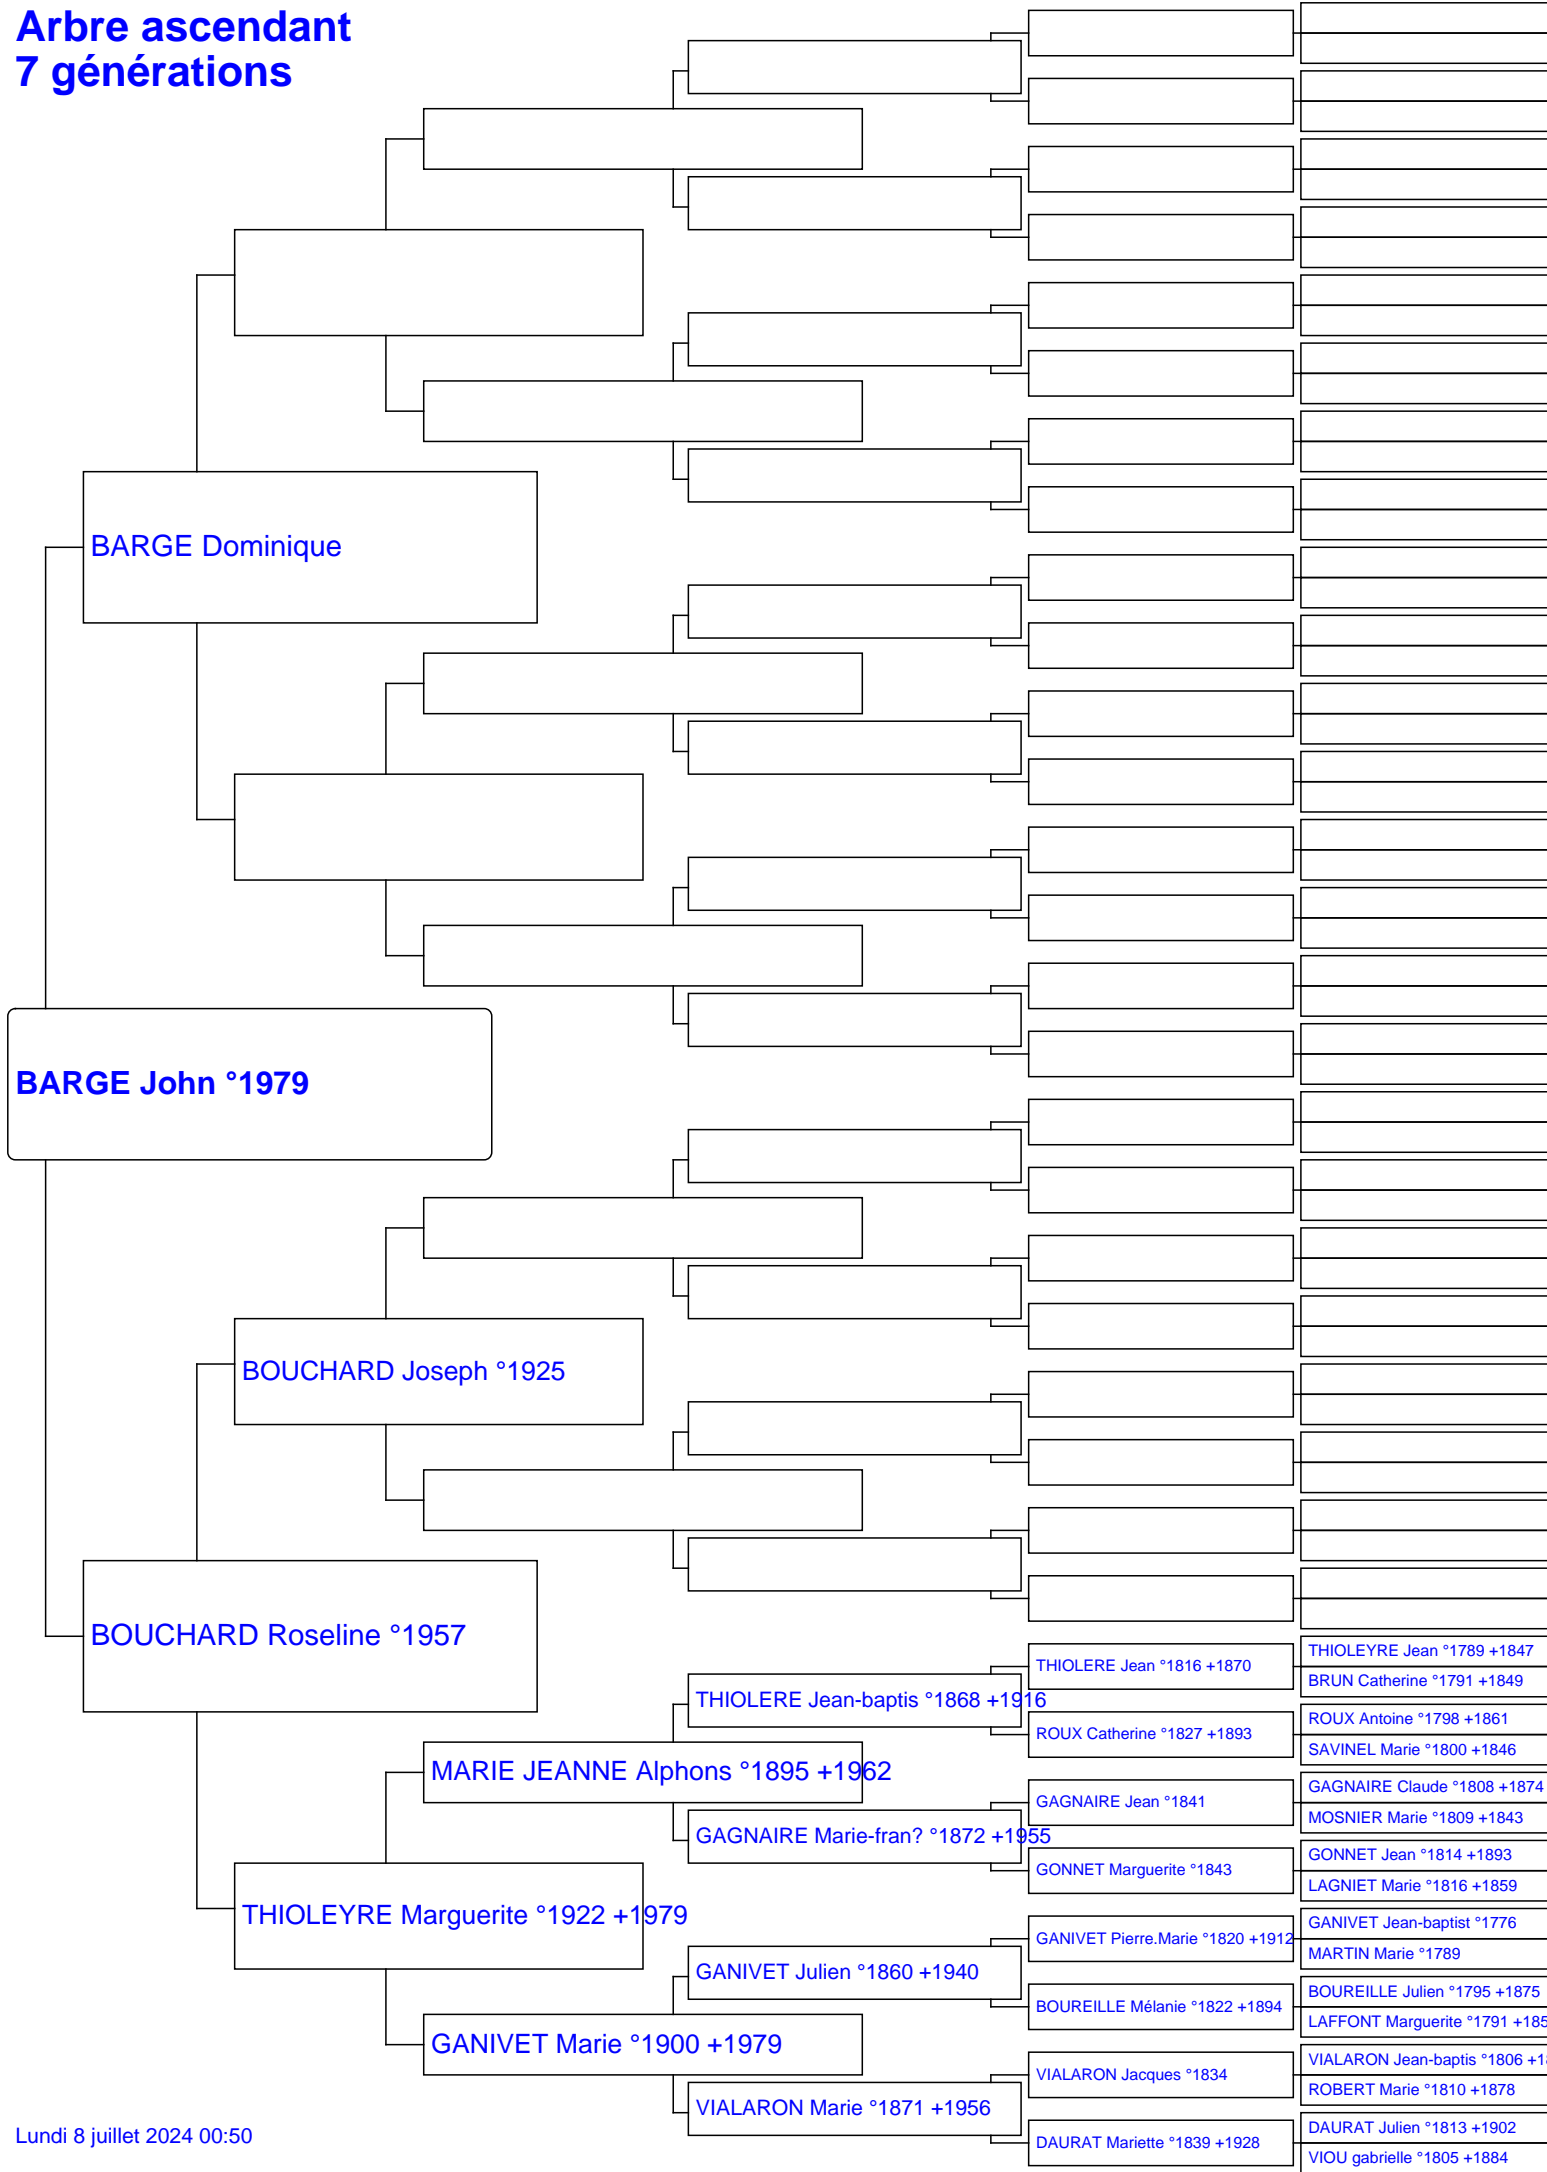 Arbre ascendant
7 générations
BARGE Dominique
BARGE John °1979
BOUCHARD Joseph °1925
BOUCHARD Roseline °1957
THIOLEYRE Marguerite °1922 +1979
MARIE JEANNE Alphons °1895 +1962
GANIVET Marie °1900 +1979
THIOLERE Jean-baptis °1868 +1916
GAGNAIRE Marie-fran? °1872 +1955
GANIVET Julien °1860 +1940
VIALARON Marie °1871 +1956
THIOLERE Jean °1816 +1870
ROUX Catherine °1827 +1893
GAGNAIRE Jean °1841
GONNET Marguerite °1843
GANIVET Pierre.Marie °1820 +1912
BOUREILLE Mélanie °1822 +1894
VIALARON Jacques °1834
DAURAT Mariette °1839 +1928
THIOLEYRE Jean °1789 +1847
BRUN Catherine °1791 +1849
ROUX Antoine °1798 +1861
SAVINEL Marie °1800 +1846
GAGNAIRE Claude °1808 +1874
MOSNIER Marie °1809 +1843
GONNET Jean °1814 +1893
LAGNIET Marie °1816 +1859
GANIVET Jean-baptist °1776
MARTIN Marie °1789
BOUREILLE Julien °1795 +1875
LAFFONT Marguerite °1791
VIALARON Jean-baptis °1806
ROBERT Marie °1810 +1878
DAURAT Julien °1813 +1902
VIOU gabrielle °1805 +1884
Lundi 8 juillet 2024 00:50